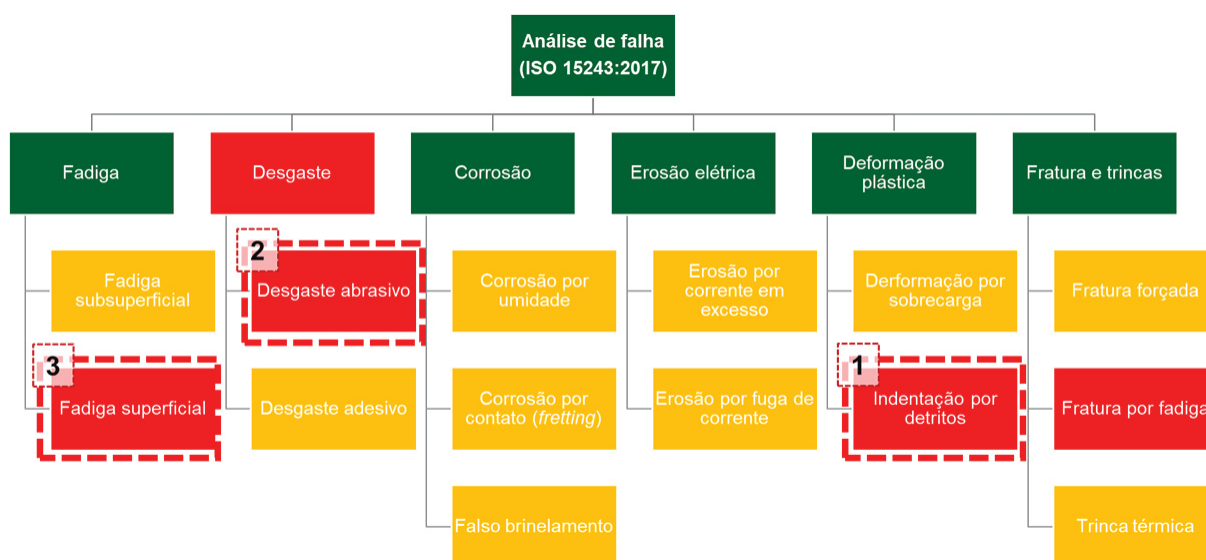 Análise de falha
(ISO 15243:2017)
Fadiga
Desgaste
Corrosão
Erosão elétrica
Deformação
plástica
Fratura e trincas
Fadiga
subsuperficial
2
Desgaste abrasivo
Corrosão por
umidade
Erosão por
corrente em
excesso
Derformação por
sobrecarga
Fratura forçada
3
Fadiga superficial
Desgaste adesivo
Corrosão por
contato (fretting)
Erosão por fuga de
corrente
1
Indentação por
detritos
Fratura por fadiga
Falso brinelamento
Trinca térmica